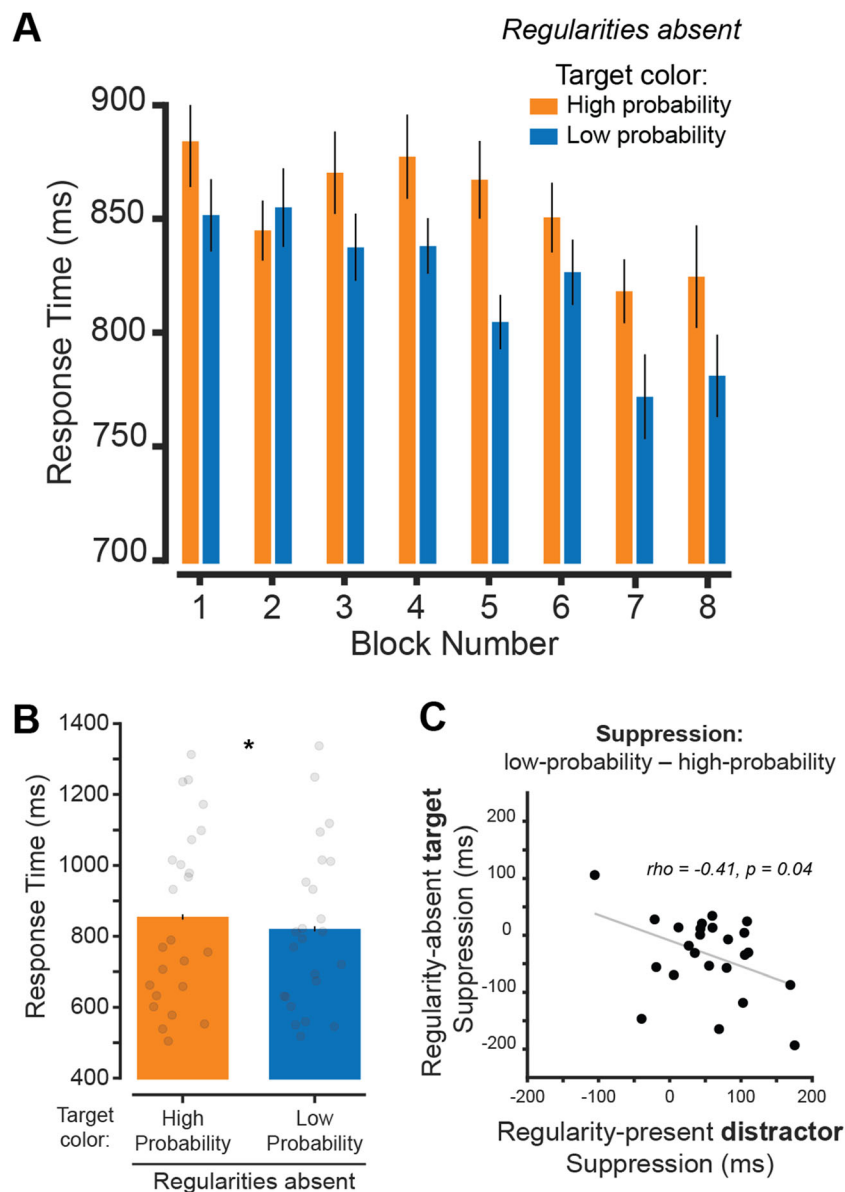 A
Regularities absent
Target color:
High probability
Low probability
Response Time (ms)
900
850
800
750
700
1 2 3 4 5 6 7 8
Block Number
B
*
Response Time (ms)
1400
1200
1000
800
600
400
Target color:
High Probability
Low Probability
Regularities absent
C
Suppression:
low-probability – high-probability
Regularity-absent target
Suppression (ms)
200
100
0
-100
-200
rho = -0.41, p = 0.04
-200 -100 0 100 200
Regularity-present distractor
Suppression (ms)